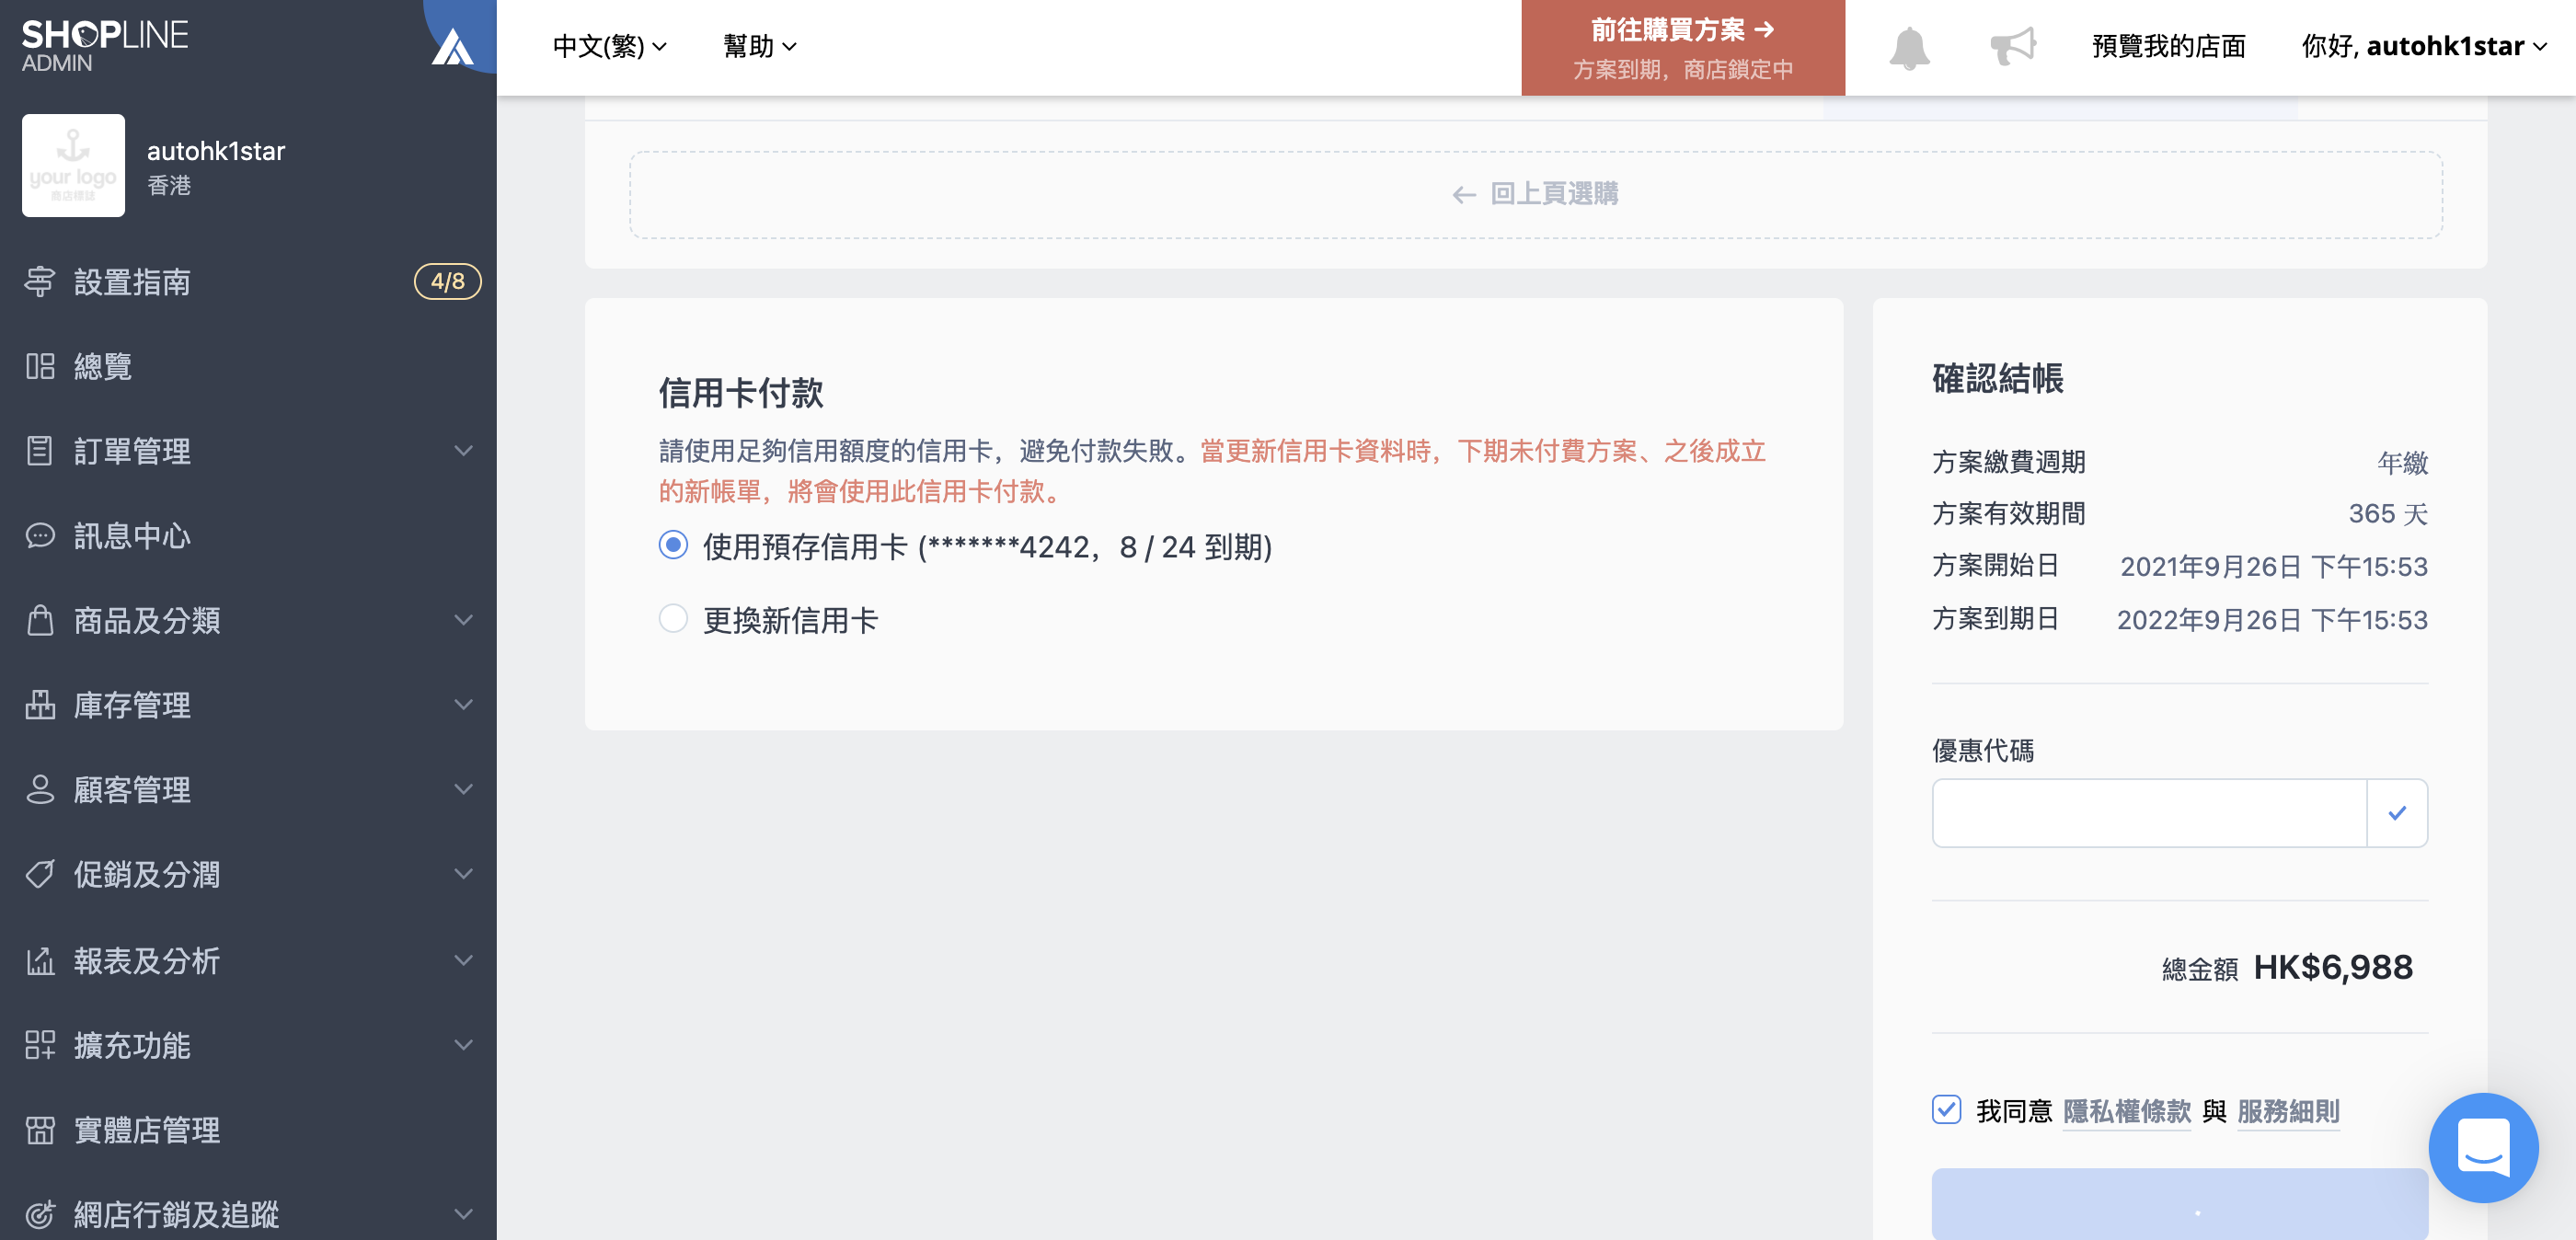 SHOPLINE
ADMIN
your logo
商店標誌
autohk1star
香港
設置指南
4/8
總覽
訂單管理
訊息中心
商品及分類
庫存管理
顧客管理
促銷及分潤
報表及分析
擴充功能
實體店管理
網店行銷及追蹤
中文(繁)
幫助
前往購買方案 →
方案到期，商店鎖定中
預覽我的店面
你好, autohk1star
← 回上頁選購
信用卡付款
請使用足夠信用額度的信用卡，避免付款失敗。當更新信用卡資料時，下期未付費方案、之後成立
的新帳單，將會使用此信用卡付款。
使用預存信用卡 (*******4242，8 / 24 到期)
更換新信用卡
確認結帳
方案繳費週期 年繳
方案有效期間 365 天
方案開始日 2021年9月26日 下午15:53
方案到期日 2022年9月26日 下午15:53
優惠代碼
總金額 HK$6,988
我同意 隱私權條款 與 服務細則